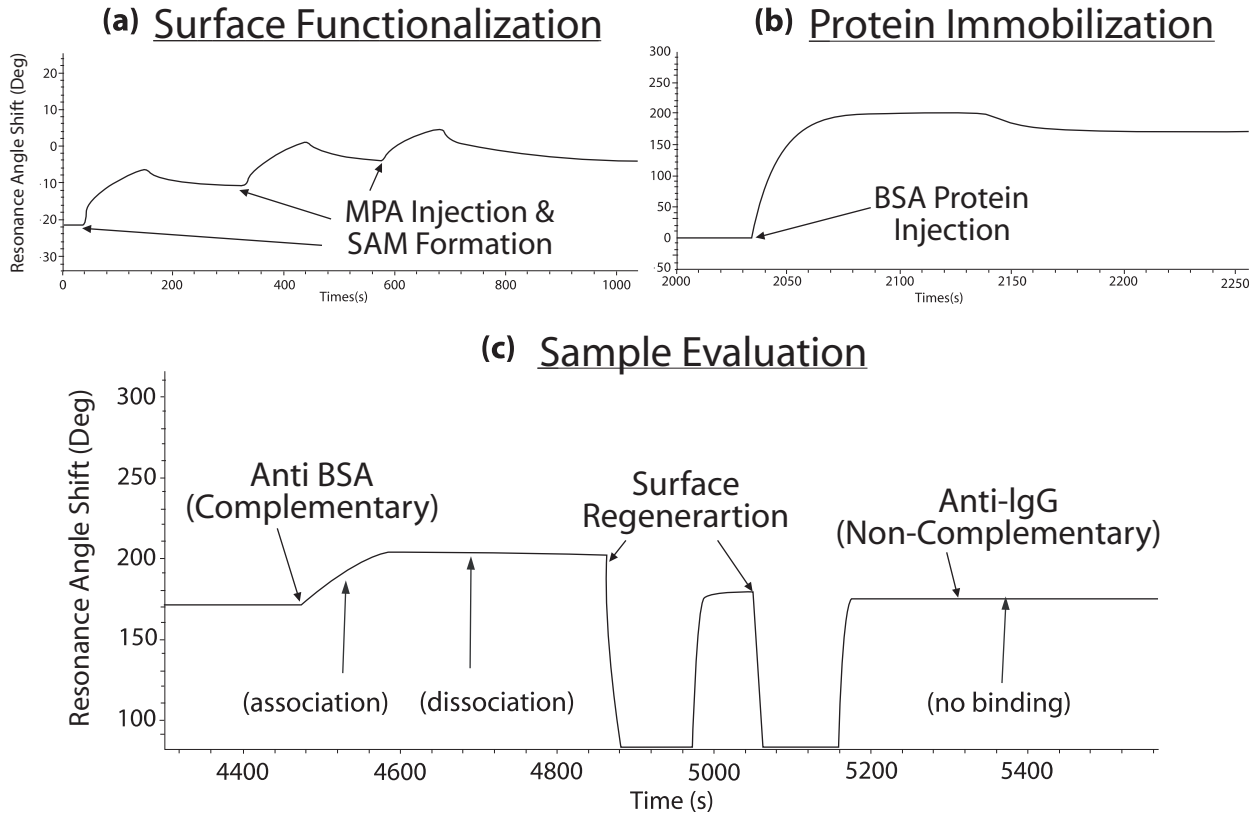 (a) Surface Functionalization
Resonance Angle Shift (Deg)
20
10
0
-10
-20
-30
0
200
400
600
800
1000
Times(s)
MPA Injection &
SAM Formation
(b) Protein Immobilization
300
250
200
150
100
50
0
-50
2000
2050
2100
2150
2200
2250
Times(s)
BSA Protein
Injection
(c) Sample Evaluation
Resonance Angle Shift (Deg)
300
250
200
150
100
Anti BSA
(Complementary)
Surface
Regenerartion
Anti-IgG
(Non-Complementary)
(association)
(dissociation)
(no binding)
4400
4600
4800
5000
5200
5400
Time (s)